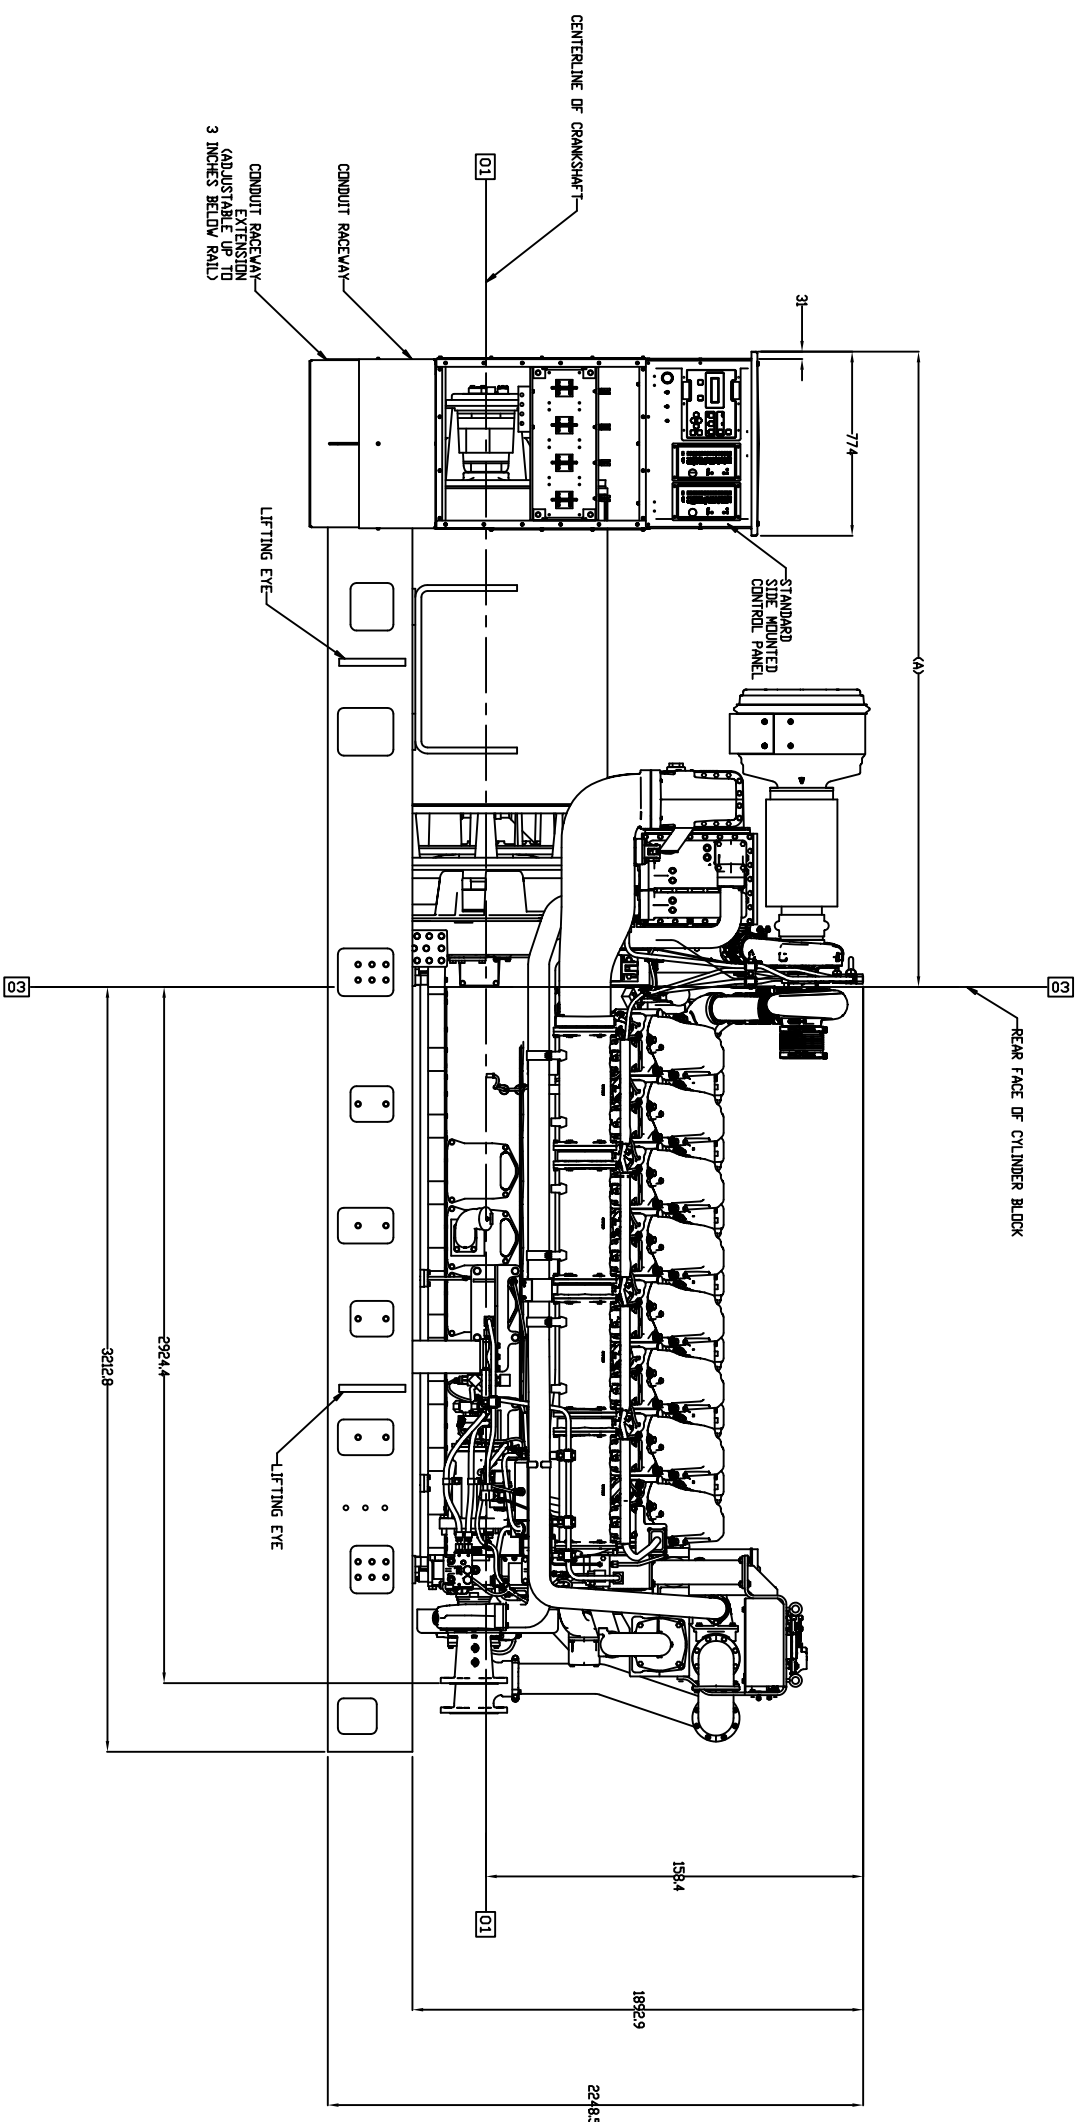 03
REAR FACE OF CYLINDER BLOCK
(A)
774
31
STANDARD
SIDE MOUNTED
CONTROL PANEL
158.4
1892.9
2248.5
CENTERLINE OF CRANKSHAFT
01
01
CONDUIT RACEWAY
CONDUIT RACEWAY
EXTENSION
(ADJUSTABLE UP TO
3 INCHES BELOW RAIL)
LIFTING EYE
LIFTING EYE
2924.4
3212.8
03